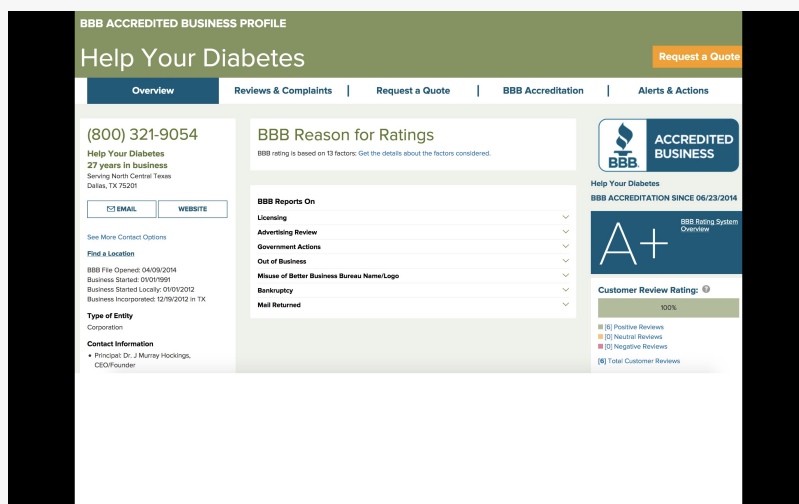 BBB ACCREDITED BUSINESS PROFILE
Help Your Diabetes
Request a Quote
Overview
Reviews & Complaints
Request a Quote
BBB Accreditation
Alerts & Actions
(800) 321-9054
Help Your Diabetes
27 years in business
Serving North Central Texas
Dallas, TX 75201
EMAIL
WEBSITE
See More Contact Options
Find a Location
BBB File Opened: 04/09/2014
Business Started: 01/01/1991
Business Started Locally: 01/01/2012
Business Incorporated: 12/19/2012 in TX
Type of Entity
Corporation
Contact Information
• Principal: Dr. J Murray Hockings,
CEO/Founder
BBB Reason for Ratings
BBB rating is based on 13 factors: Get the details about the factors considered.
BBB Reports On
Licensing
Advertising Review
Government Actions
Out of Business
Misuse of Better Business Bureau Name/Logo
Bankruptcy
Mail Returned
BBB.
ACCREDITED
BUSINESS
Help Your Diabetes
BBB ACCREDITATION SINCE 06/23/2014
A+
BBB Rating System
Overview
Customer Review Rating: ?
100%
[6] Positive Reviews
[0] Neutral Reviews
[0] Negative Reviews
[6] Total Customer Reviews